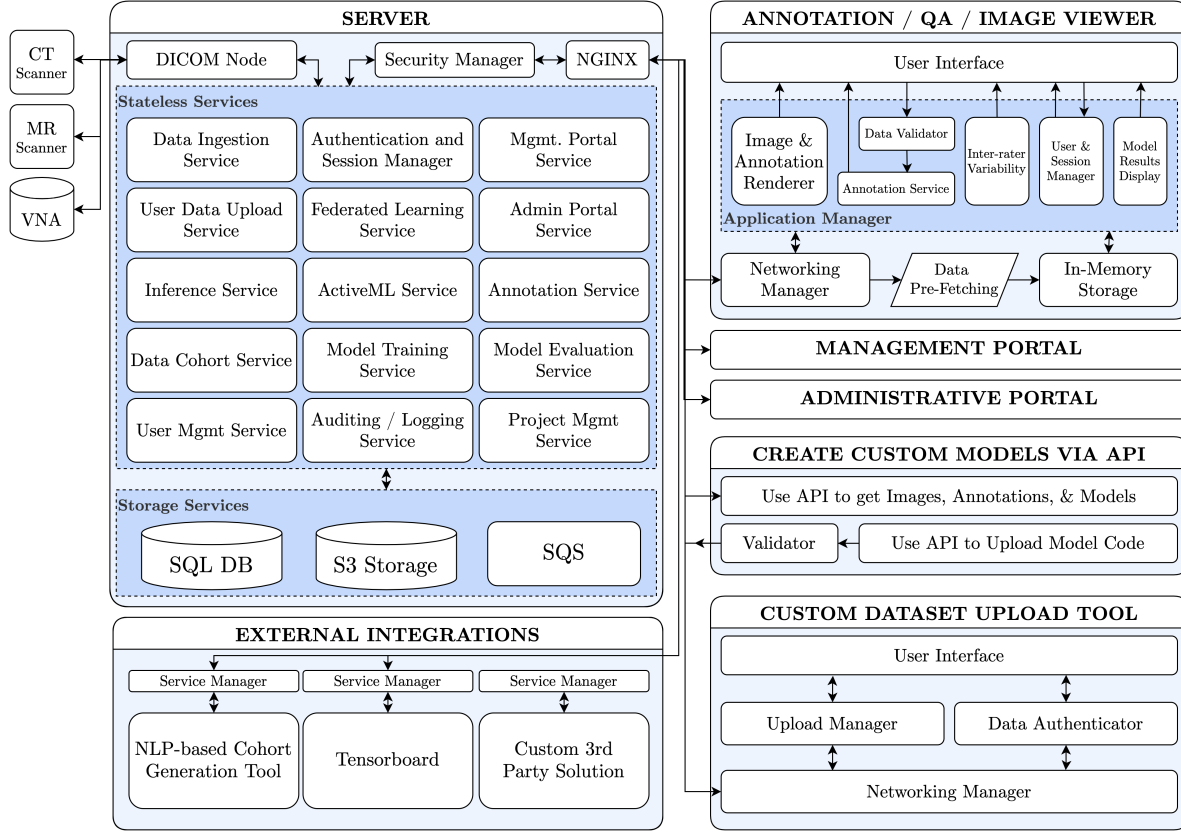 SERVER
CT
Scanner
MR
Scanner
VNA
DICOM Node
Security Manager
NGINX
Stateless Services
Data Ingestion
Service
Authentication and
Session Manager
Mgmt. Portal
Service
User Data Upload
Service
Federated Learning
Service
Admin Portal
Service
Inference Service
ActiveML Service
Annotation Service
Data Cohort Service
Model Training
Service
Model Evaluation
Service
User Mgmt Service
Auditing / Logging
Service
Project Mgmt
Service
Storage Services
SQL DB
S3 Storage
SQS
EXTERNAL INTEGRATIONS
Service Manager
Service Manager
Service Manager
NLP-based Cohort
Generation Tool
Tensorboard
Custom 3rd
Party Solution
ANNOTATION / QA / IMAGE VIEWER
User Interface
Image &
Annotation
Renderer
Data Validator
Annotation Service
Inter-rater
Variability
User &
Session
Manager
Model
Results
Display
Application Manager
Networking
Manager
Data
Pre-Fetching
In-Memory
Storage
MANAGEMENT PORTAL
ADMINISTRATIVE PORTAL
CREATE CUSTOM MODELS VIA API
Use API to get Images, Annotations, & Models
Validator
Use API to Upload Model Code
CUSTOM DATASET UPLOAD TOOL
User Interface
Upload Manager
Data Authenticator
Networking Manager